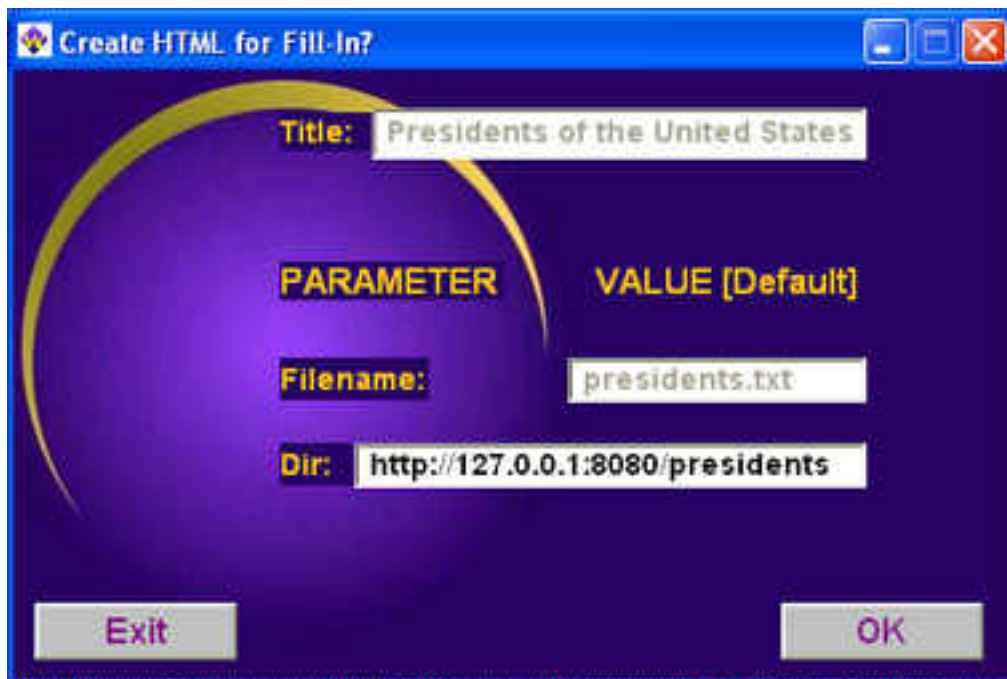 Create HTML for Fill-In?
Title: Presidents of the United States
PARAMETER VALUE [Default]
Filename: presidents.txt
Dir: http://127.0.0.1:8080/presidents
Exit OK